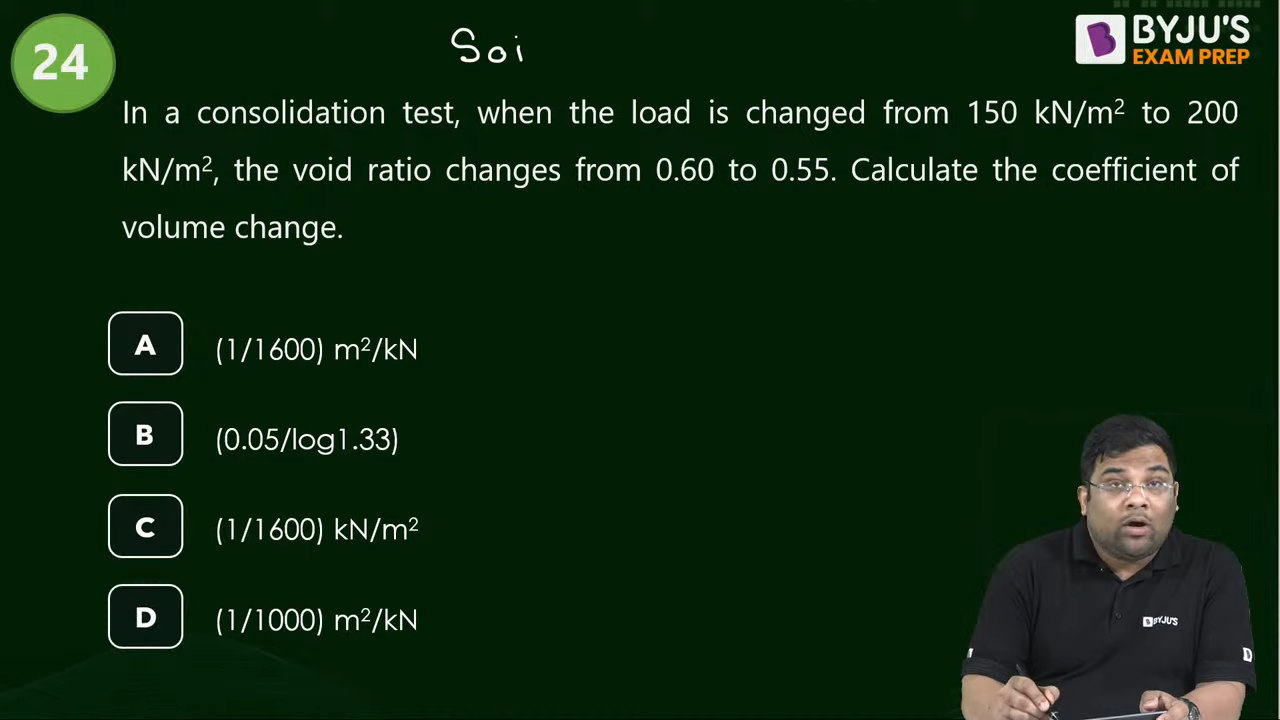 24
Soi
BYJU'S
EXAM PREP
In a consolidation test, when the load is changed from 150 kN/m² to 200
kN/m², the void ratio changes from 0.60 to 0.55. Calculate the coefficient of
volume change.
A (1/1600) m²/kN
B (0.05/log1.33)
C (1/1600) kN/m²
D (1/1000) m²/kN
BYJU'S